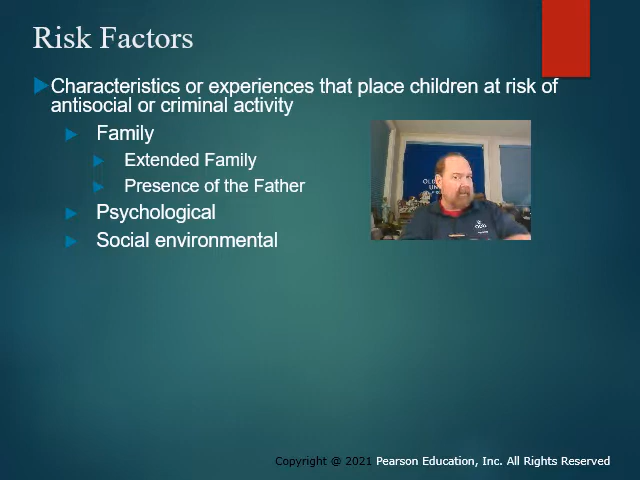 Risk Factors
Characteristics or experiences that place children at risk of
antisocial or criminal activity
Family
Extended Family
Presence of the Father
Psychological
Social environmental
Copyright @ 2021 Pearson Education, Inc. All Rights Reserved